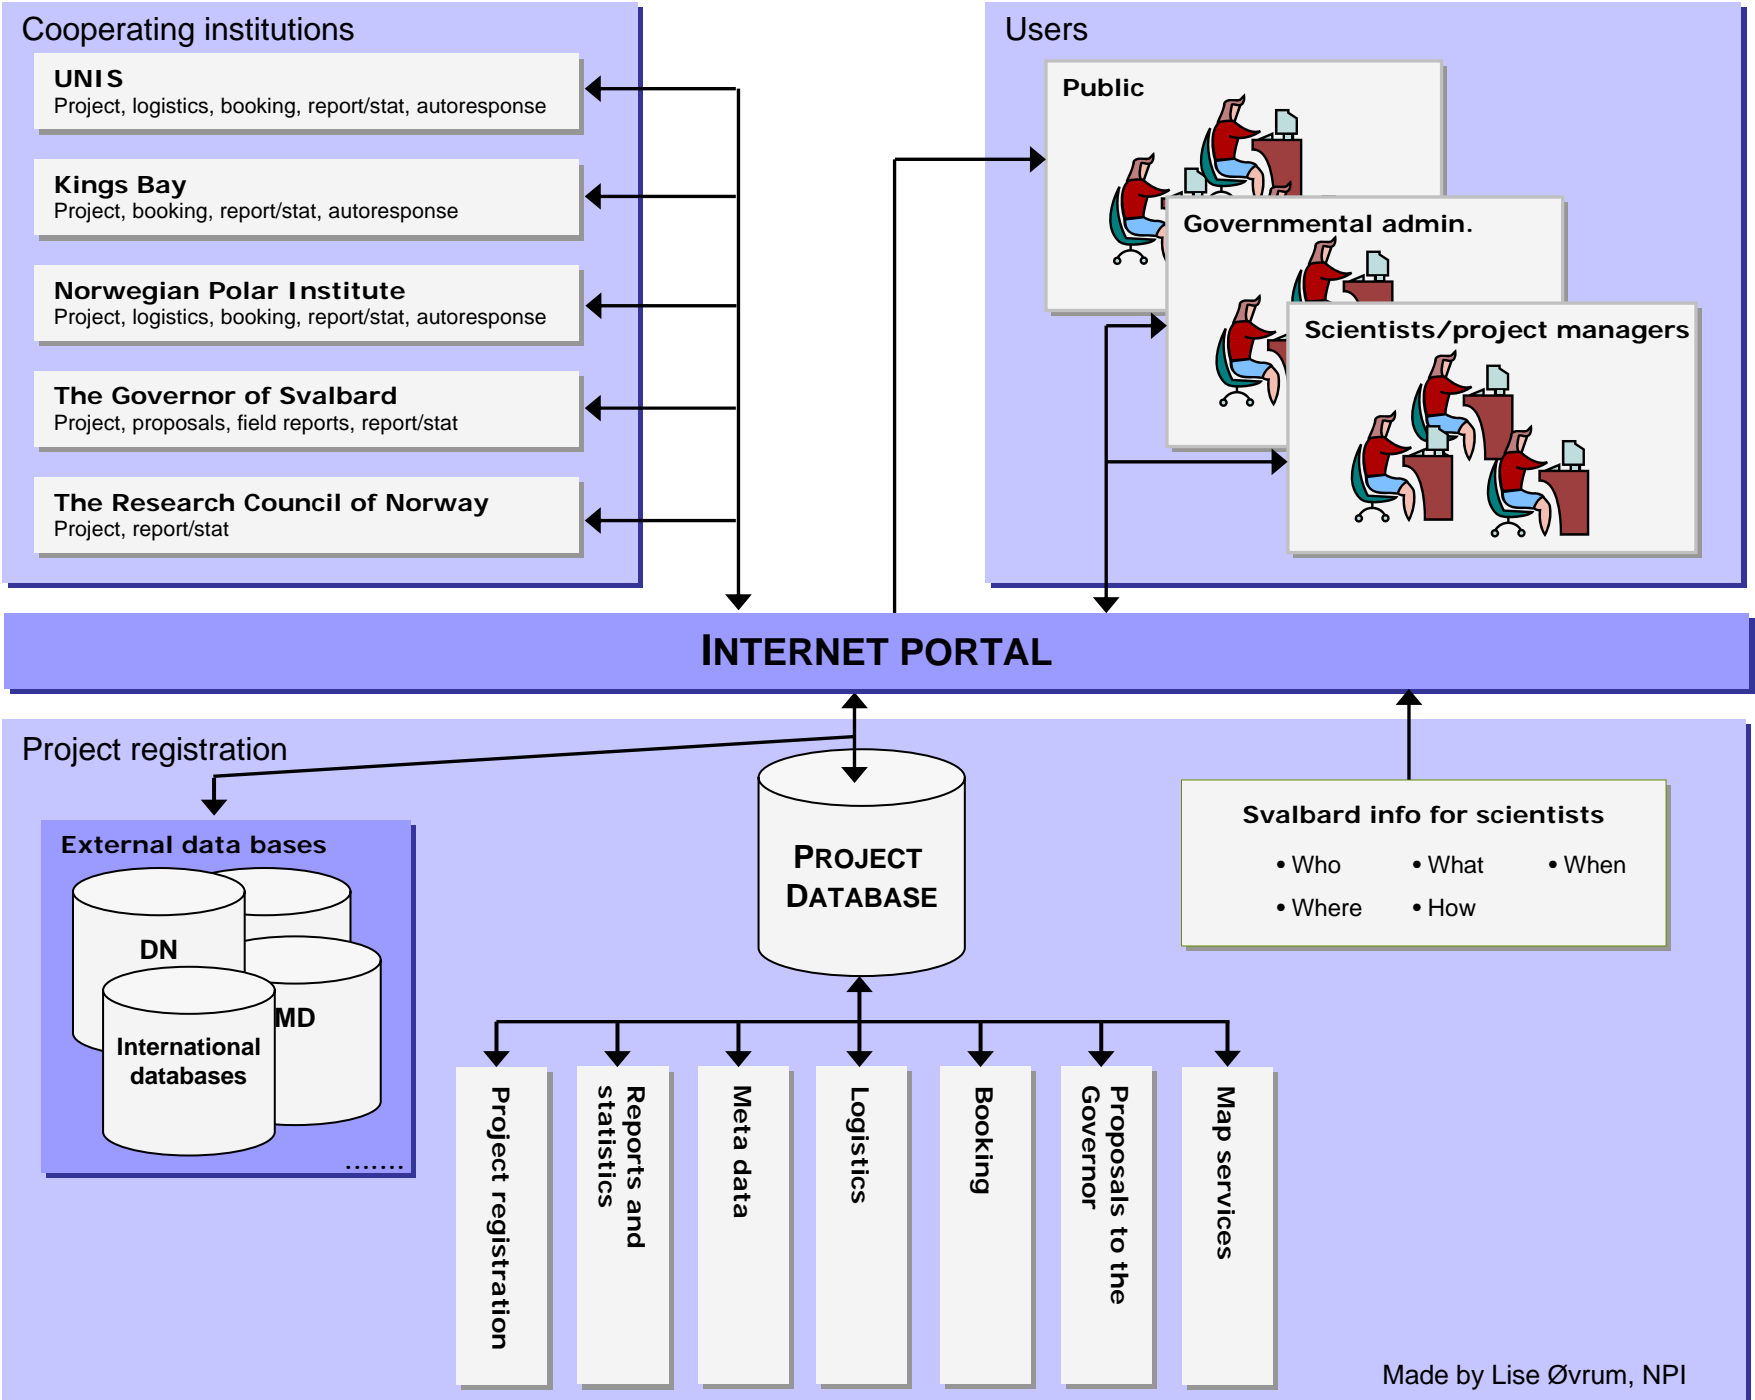 Cooperating institutions
UNIS
Project, logistics, booking, report/stat, autoresponse
Kings Bay
Project, booking, report/stat, autoresponse
Norwegian Polar Institute
Project, logistics, booking, report/stat, autoresponse
The Governor of Svalbard
Project, proposals, field reports, report/stat
The Research Council of Norway
Project, report/stat
Users
Public
Governmental admin.
Scientists/project managers
INTERNET PORTAL
Project registration
External data bases
DN
MD
International
databases
.......
PROJECT
DATABASE
Svalbard info for scientists
• Who • What • When
• Where • How
Project registration
Reports and
statistics
Meta data
Logistics
Booking
Proposals to the
Governor
Map services
Made by Lise Øvrum, NPI